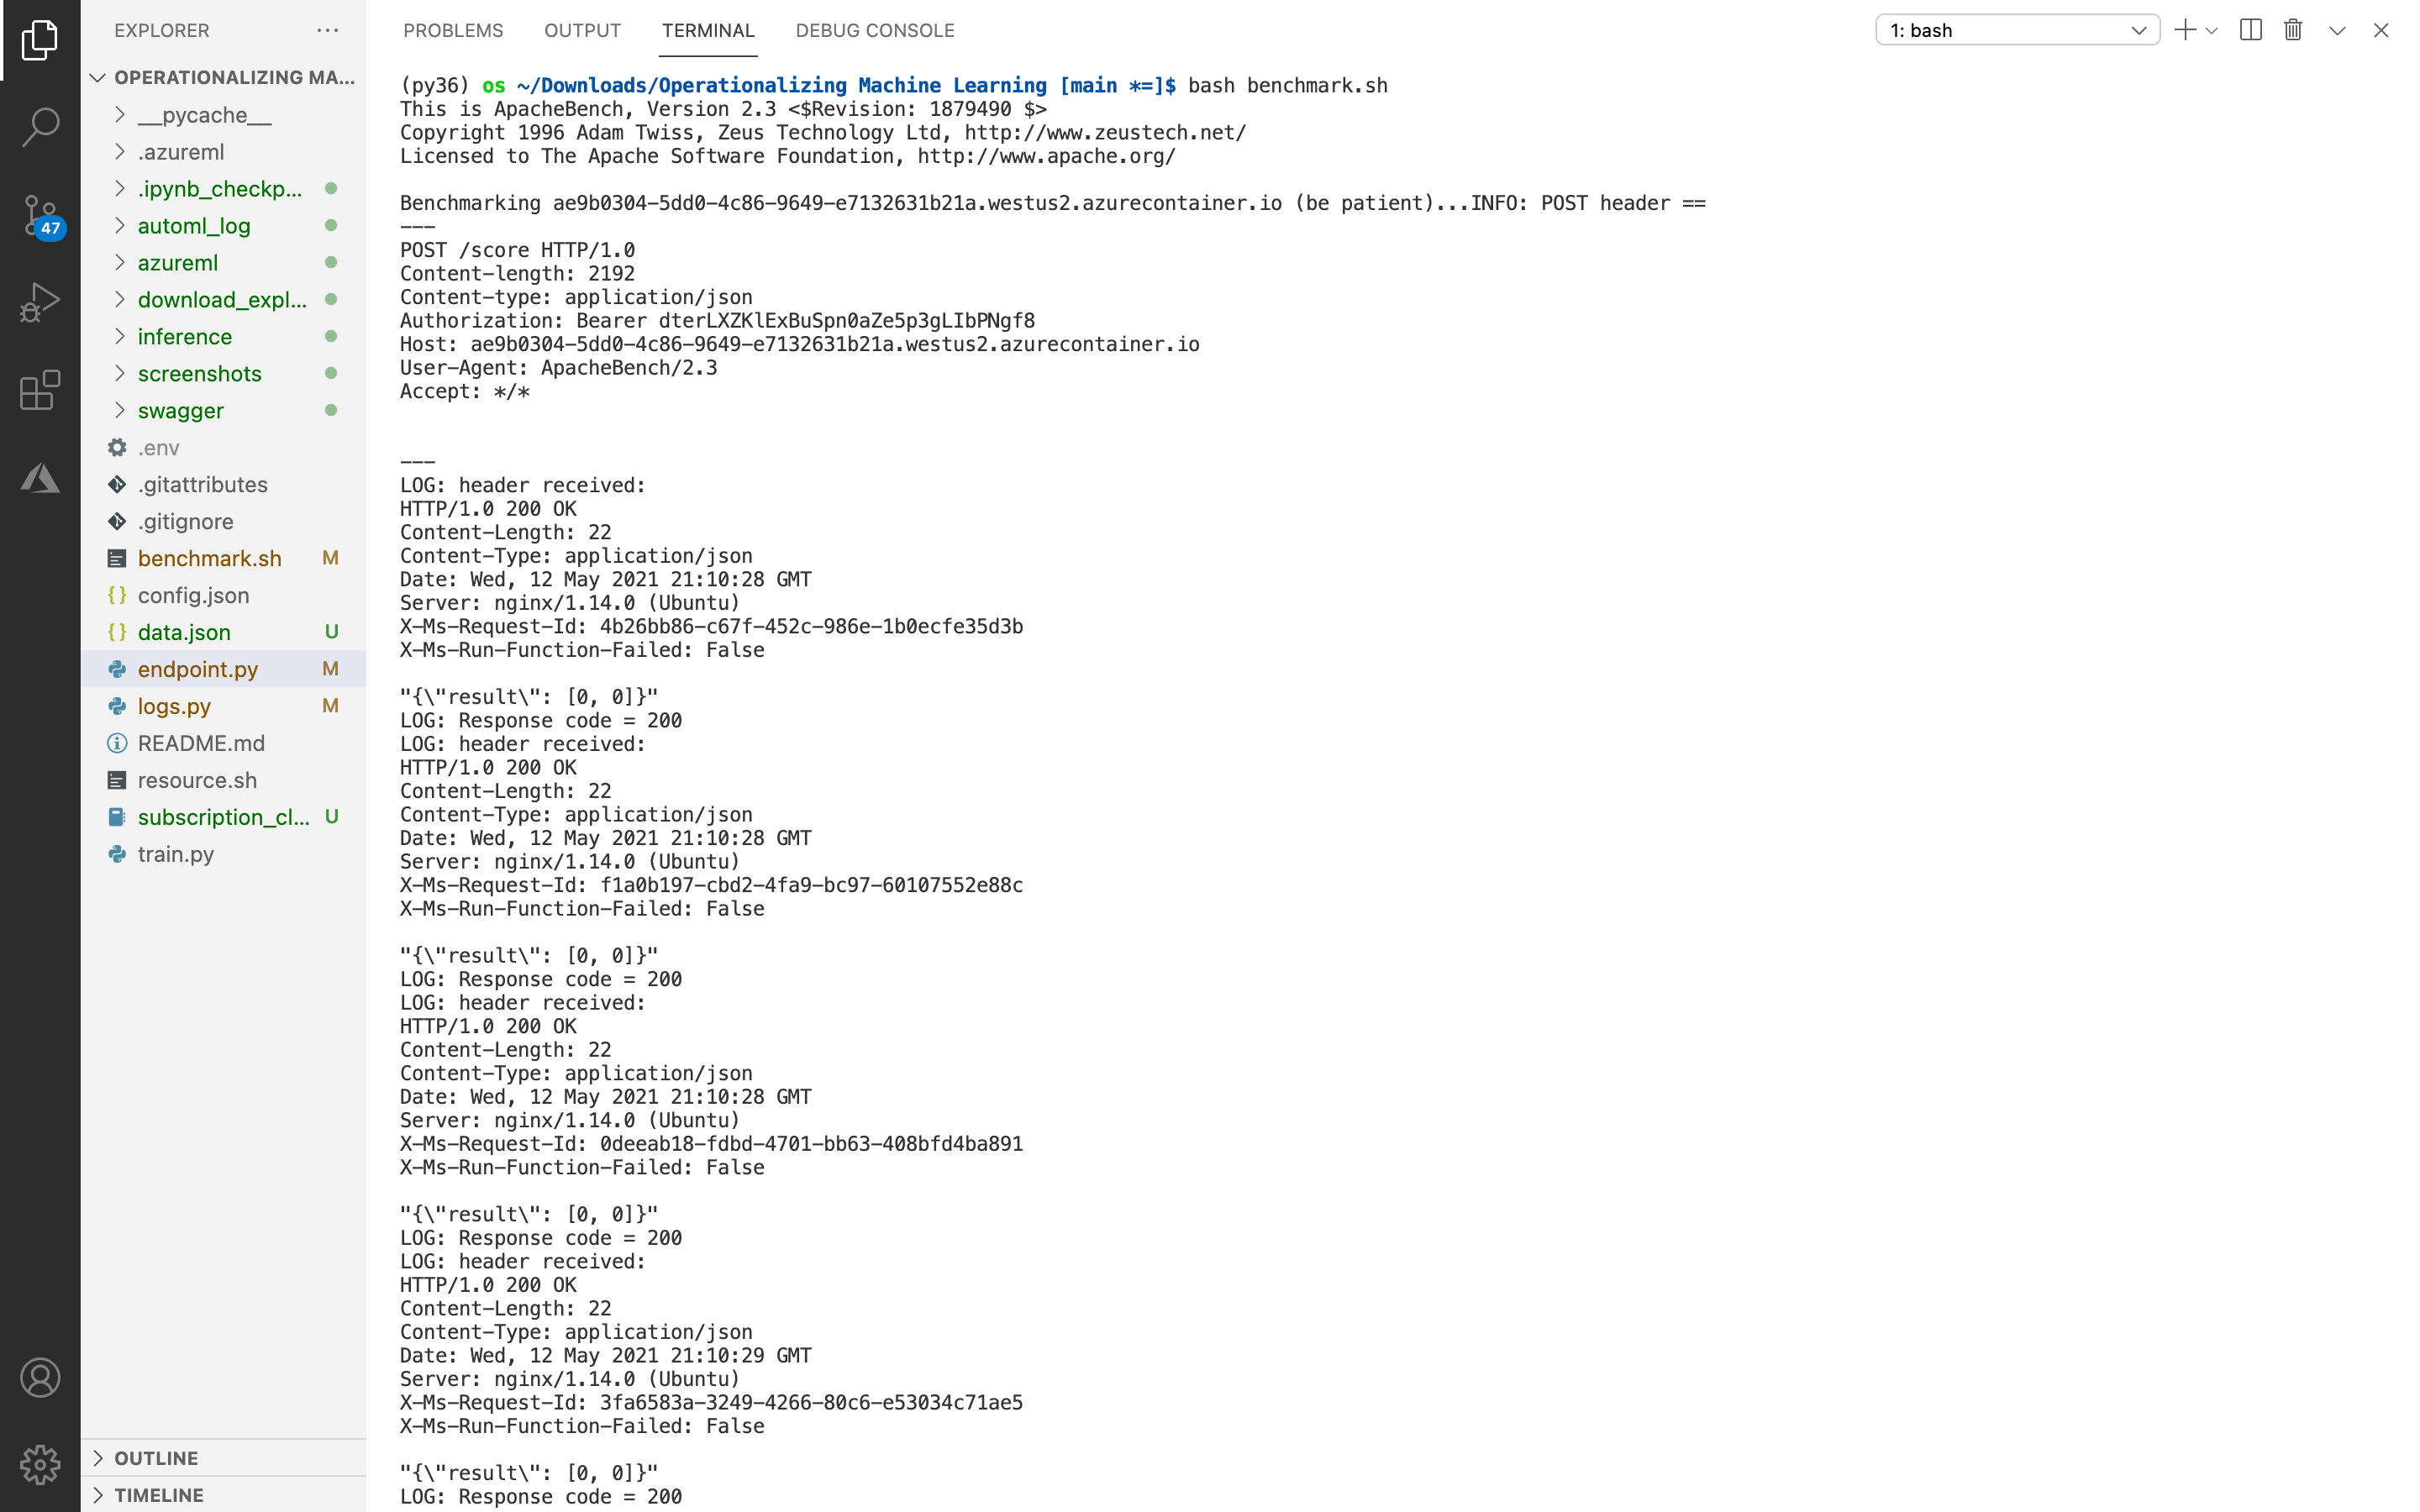 EXPLORER
OPERATIONALIZING MA...
__pycache__
.azureml
.ipynb_checkp...
automl_log
azureml
download_expl...
inference
screenshots
swagger
.env
.gitattributes
.gitignore
benchmark.sh M
config.json
data.json U
endpoint.py M
logs.py M
README.md
resource.sh
subscription_cl... U
train.py
OUTLINE
TIMELINE
47
PROBLEMS OUTPUT TERMINAL DEBUG CONSOLE
1: bash
(py36) os ~/Downloads/Operationalizing Machine Learning [main *=]$ bash benchmark.sh
This is ApacheBench, Version 2.3 <$Revision: 1879490 $>
Copyright 1996 Adam Twiss, Zeus Technology Ltd, http://www.zeustech.net/
Licensed to The Apache Software Foundation, http://www.apache.org/
Benchmarking ae9b0304-5dd0-4c86-9649-e7132631b21a.westus2.azurecontainer.io (be patient)...INFO: POST header ==
---
POST /score HTTP/1.0
Content-length: 2192
Content-type: application/json
Authorization: Bearer dterLXZKlExBuSpn0aZe5p3gLIbPNgf8
Host: ae9b0304-5dd0-4c86-9649-e7132631b21a.westus2.azurecontainer.io
User-Agent: ApacheBench/2.3
Accept: */*
---
LOG: header received:
HTTP/1.0 200 OK
Content-Length: 22
Content-Type: application/json
Date: Wed, 12 May 2021 21:10:28 GMT
Server: nginx/1.14.0 (Ubuntu)
X-Ms-Request-Id: 4b26bb86-c67f-452c-986e-1b0ecfe35d3b
X-Ms-Run-Function-Failed: False
"{\"result\": [0, 0]}"
LOG: Response code = 200
LOG: header received:
HTTP/1.0 200 OK
Content-Length: 22
Content-Type: application/json
Date: Wed, 12 May 2021 21:10:28 GMT
Server: nginx/1.14.0 (Ubuntu)
X-Ms-Request-Id: f1a0b197-cbd2-4fa9-bc97-60107552e88c
X-Ms-Run-Function-Failed: False
"{\"result\": [0, 0]}"
LOG: Response code = 200
LOG: header received:
HTTP/1.0 200 OK
Content-Length: 22
Content-Type: application/json
Date: Wed, 12 May 2021 21:10:28 GMT
Server: nginx/1.14.0 (Ubuntu)
X-Ms-Request-Id: 0deeab18-fdbd-4701-bb63-408bfd4ba891
X-Ms-Run-Function-Failed: False
"{\"result\": [0, 0]}"
LOG: Response code = 200
LOG: header received:
HTTP/1.0 200 OK
Content-Length: 22
Content-Type: application/json
Date: Wed, 12 May 2021 21:10:29 GMT
Server: nginx/1.14.0 (Ubuntu)
X-Ms-Request-Id: 3fa6583a-3249-4266-80c6-e53034c71ae5
X-Ms-Run-Function-Failed: False
"{\"result\": [0, 0]}"
LOG: Response code = 200